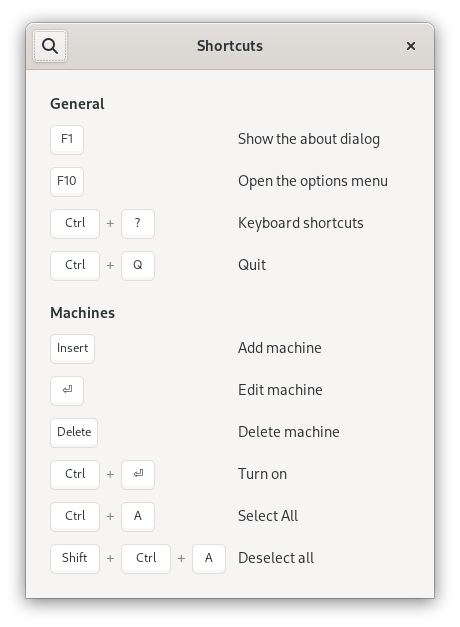 Shortcuts
General
F1 Show the about dialog
F10 Open the options menu
Ctrl + ? Keyboard shortcuts
Ctrl + Q Quit
Machines
Insert Add machine
⏎ Edit machine
Delete Delete machine
Ctrl + ⏎ Turn on
Ctrl + A Select All
Shift + Ctrl + A Deselect all